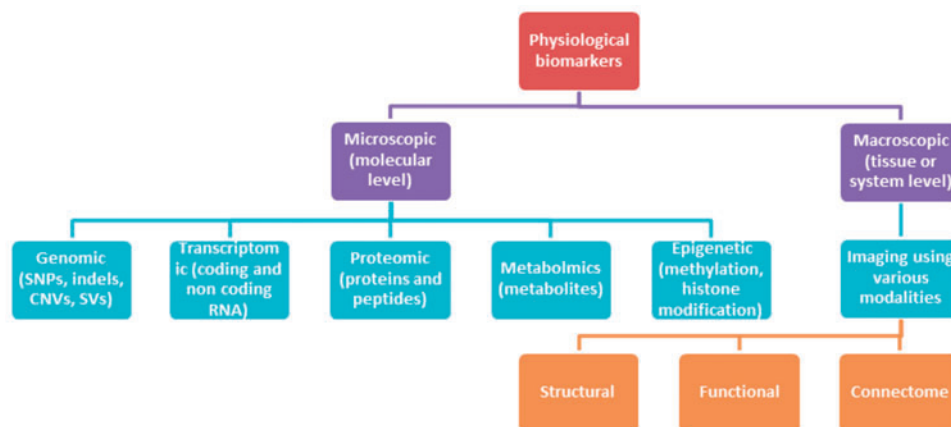 Physiological
biomarkers
Microscopic
(molecular
level)
Macroscopic
(tissue or
system level)
Genomic
(SNPs, indels,
CNVs, SVs)
Transcriptom
ic (coding and
non coding
RNA)
Proteomic
(proteins and
peptides)
Metabolmics
(metabolites)
Epigenetic
(methylation,
histone
modification)
Imaging using
various
modalities
Structural
Functional
Connectome